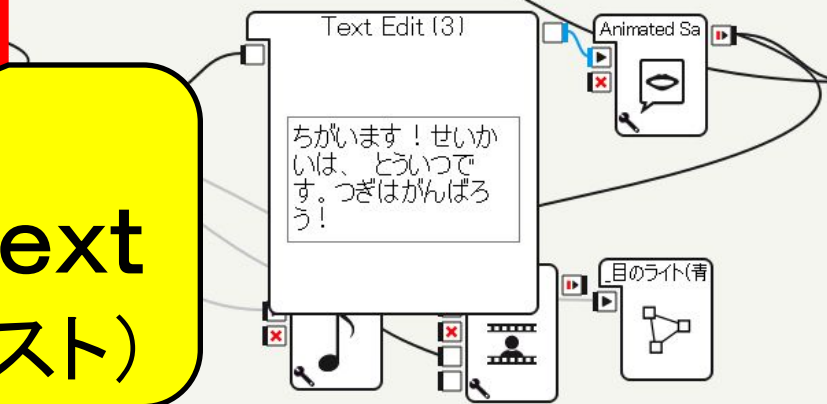 Text Edit (3)
Animated Sa
ちがいます！せいか
いは、 とういつで
す。つぎはがんばろ
う！
ext
スト）
_目のライト(青